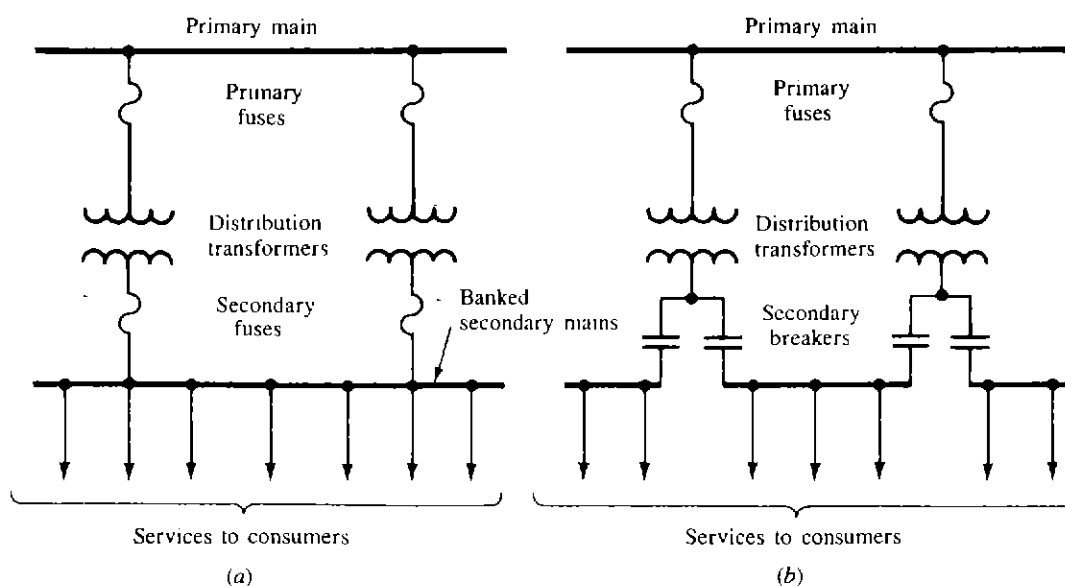 Primary main
Primary
fuses
Distribution
transformers
Secondary
fuses
Banked
secondary mains
Services to consumers
(a)
Primary main
Primary
fuses
Distribution
transformers
Secondary
breakers
Services to consumers
(b)